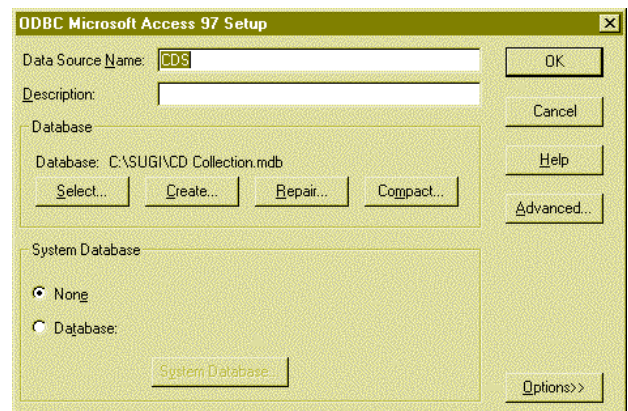 ODBC Microsoft Access 97 Setup
Data Source Name: CDS
OK
Description:
Cancel
Database
Database: C:\SUGI\CD Collection.mdb
Help
Select... Create... Repair... Compact...
Advanced...
System Database
None
Database:
System Database...
Options>>